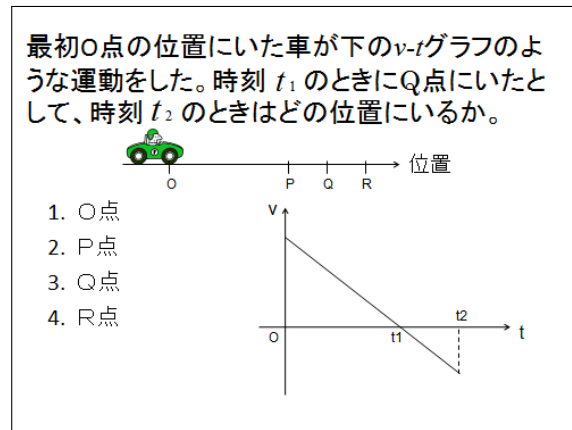 最初O点の位置にいた車が下のv-tグラフのよ
うな運動をした。時刻 t₁ のときにQ点にいたと
して、時刻 t₂ のときはどの位置にいるか。
位置
O P Q R
1. O点
2. P点
3. Q点
4. R点
v
t2
O t1 t